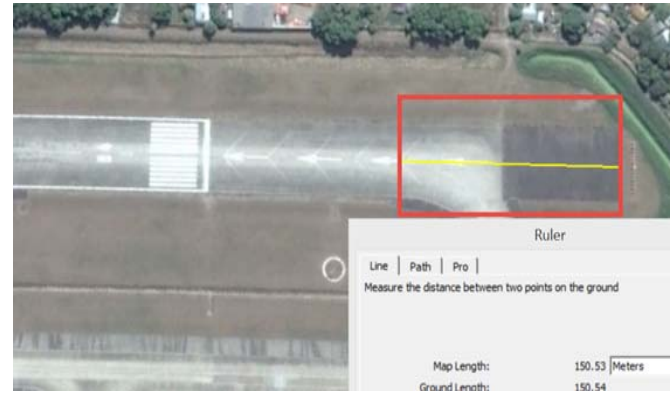 Ruler
Line | Path | Pro |
Measure the distance between two points on the ground
Map Length: 150.53 Meters
Ground Length: 150.54